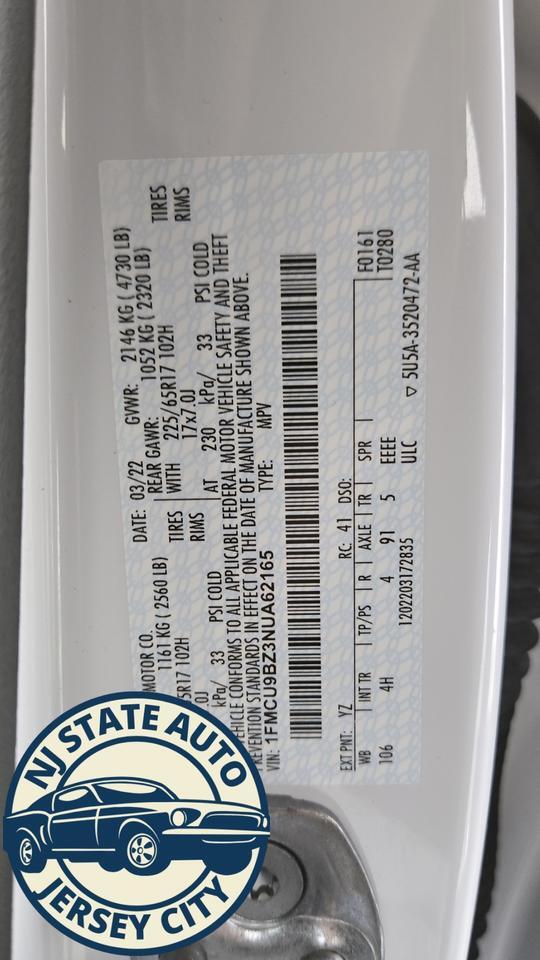 MOTOR CO.
DATE: 03/22
GVWR: 2146 KG ( 4730 LB)
1161 KG ( 2560 LB)
REAR GAWR: 1052 KG ( 2320 LB)
5R17 102H
TIRES
WITH
225/65R17 102H
TIRES
.0J
RIMS
17x7.0J
RIMS
kPa/ 33 PSI COLD
AT 230 kPa/ 33 PSI COLD
VEHICLE CONFORMS TO ALL APPLICABLE FEDERAL MOTOR VEHICLE SAFETY AND THEFT
PREVENTION STANDARDS IN EFFECT ON THE DATE OF MANUFACTURE SHOWN ABOVE.
VIN: 1FMCU9BZ3NUA62165
TYPE: MPV
EXT PNT: YZ
RC: 41 DSO:
F0161
WB | INT TR | TP/PS | R | AXLE | TR | SPR
T0280
106 4H 4 91 5 EEEE
ULC
1202203172835
▽ 5U5A-3520472-AA
NJ STATE AUTO
JERSEY CITY